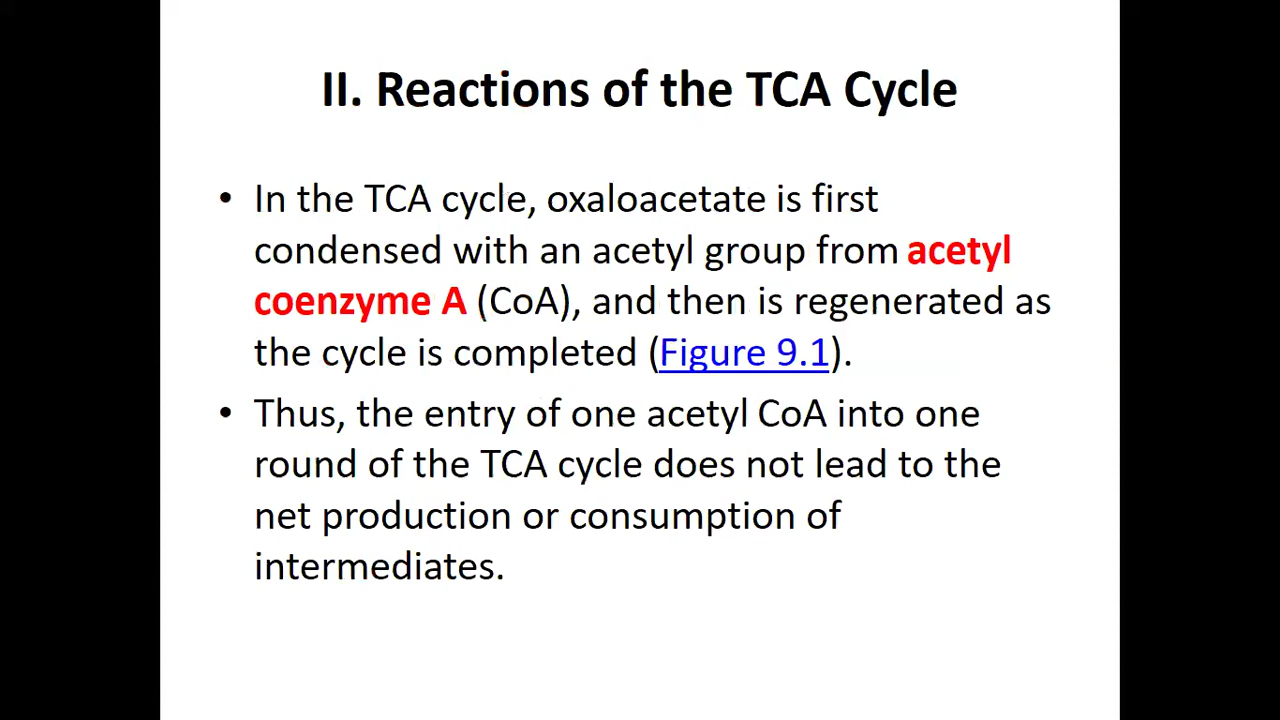 II. Reactions of the TCA Cycle
• In the TCA cycle, oxaloacetate is first
condensed with an acetyl group from acetyl
coenzyme A (CoA), and then is regenerated as
the cycle is completed (Figure 9.1).
• Thus, the entry of one acetyl CoA into one
round of the TCA cycle does not lead to the
net production or consumption of
intermediates.